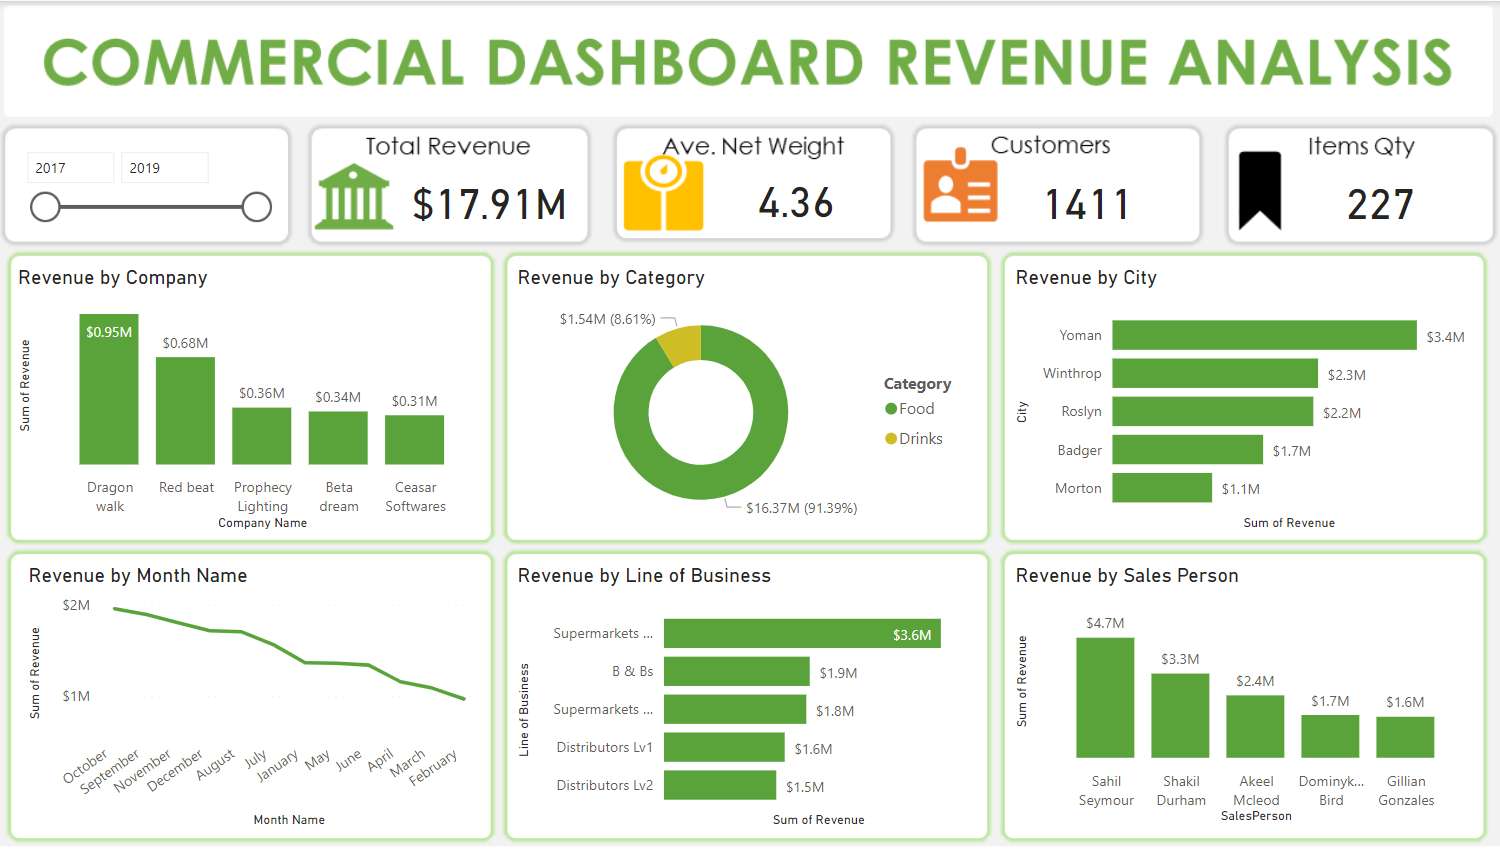 COMMERCIAL DASHBOARD REVENUE ANALYSIS
2017
2019
Total Revenue
$17.91M
Ave. Net Weight
4.36
Customers
1411
Items Qty
227
Revenue by Company
Sum of Revenue
$0.95M
$0.68M
$0.36M
$0.34M
$0.31M
Dragon
walk
Red beat
Prophecy
Lighting
Beta
dream
Ceasar
Softwares
Company Name
Revenue by Category
$1.54M (8.61%)
$16.37M (91.39%)
Category
Food
Drinks
Revenue by City
City
Yoman
$3.4M
Winthrop
$2.3M
Roslyn
$2.2M
Badger
$1.7M
Morton
$1.1M
Sum of Revenue
Revenue by Month Name
Sum of Revenue
$2M
$1M
October
September
November
December
August
July
January
May
June
April
March
February
Month Name
Revenue by Line of Business
Line of Business
Supermarkets ...
$3.6M
B & Bs
$1.9M
Supermarkets ...
$1.8M
Distributors Lv1
$1.6M
Distributors Lv2
$1.5M
Sum of Revenue
Revenue by Sales Person
Sum of Revenue
$4.7M
$3.3M
$2.4M
$1.7M
$1.6M
Sahil
Seymour
Shakil
Durham
Akeel
Mcleod
Dominyk...
Bird
Gillian
Gonzales
SalesPerson